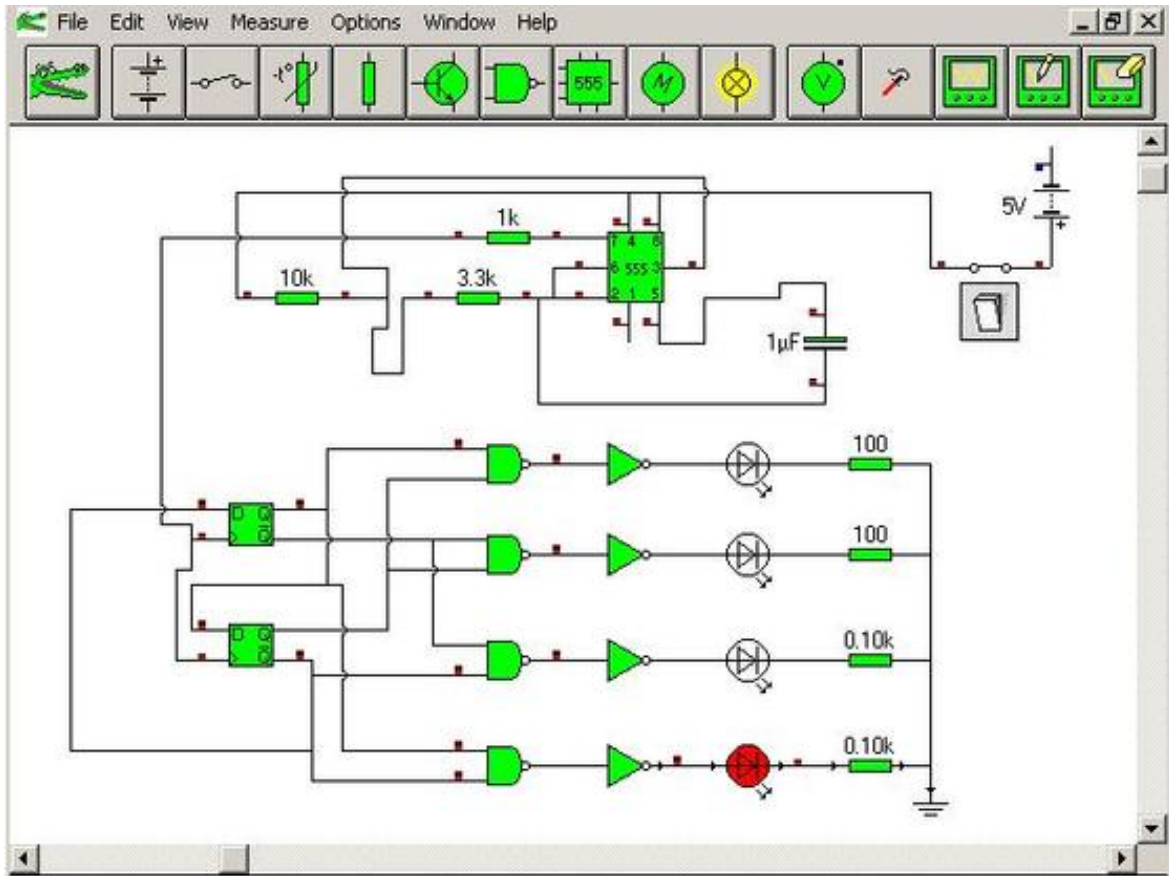 File Edit View Measure Options Window Help
555 M V
5V
1k
7 4 8
10k 3.3k 6 555 3
2 1 5
1µF
100
D Q
Q
100
D Q
Q
0.10k
0.10k